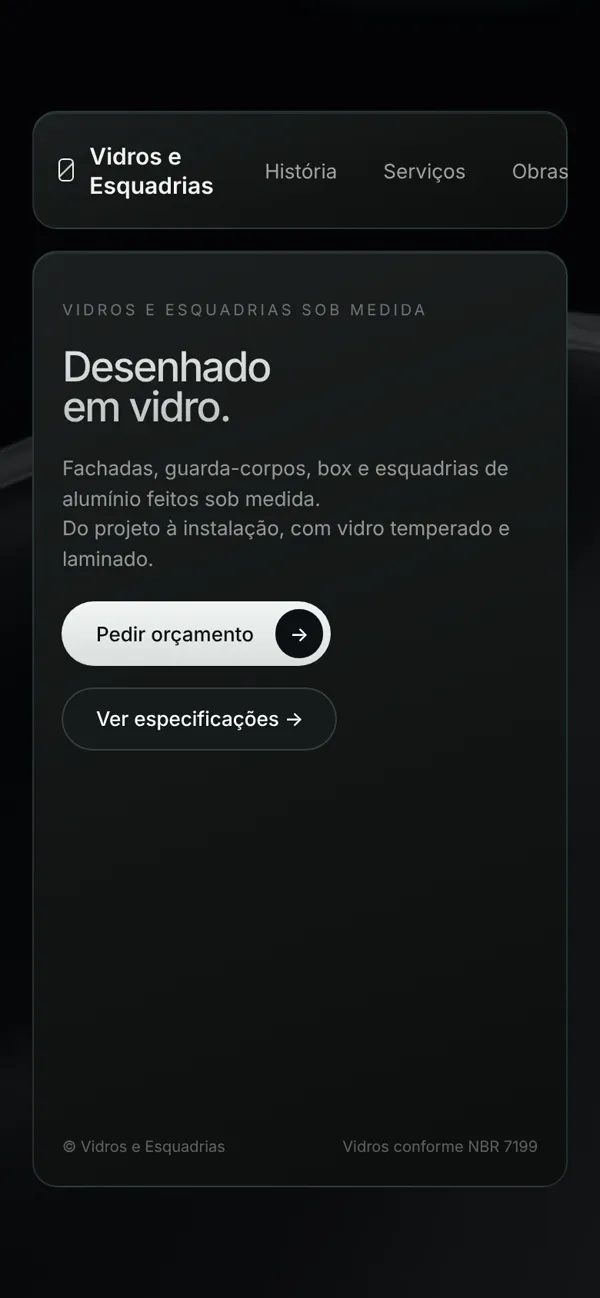 Vidros e
Esquadrias
História
Serviços
Obras
VIDROS E ESQUADRIAS SOB MEDIDA
Desenhado
em vidro.
Fachadas, guarda-corpos, box e esquadrias de
alumínio feitos sob medida.
Do projeto à instalação, com vidro temperado e
laminado.
Pedir orçamento →
Ver especificações →
© Vidros e Esquadrias
Vidros conforme NBR 7199